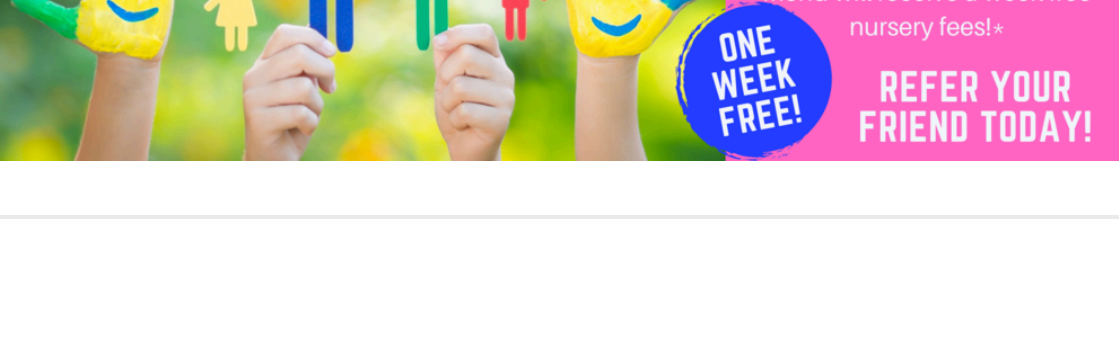 ONE
WEEK
FREE!
nursery fees!*
REFER YOUR
FRIEND TODAY!